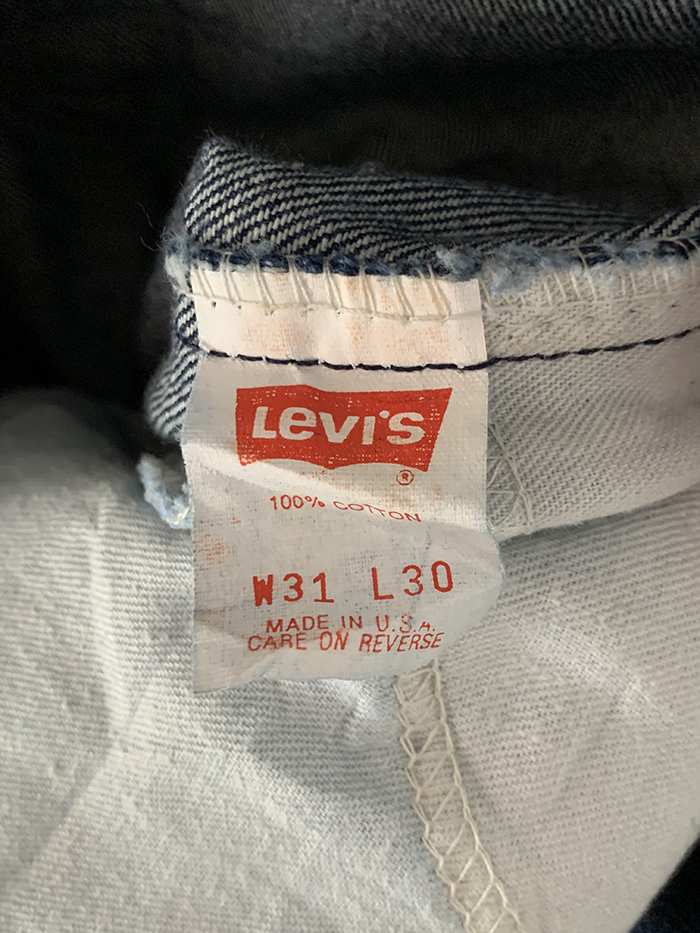 Levi's
®
100% COTTON
W31 L30
MADE IN U.S.A.
CARE ON REVERSE